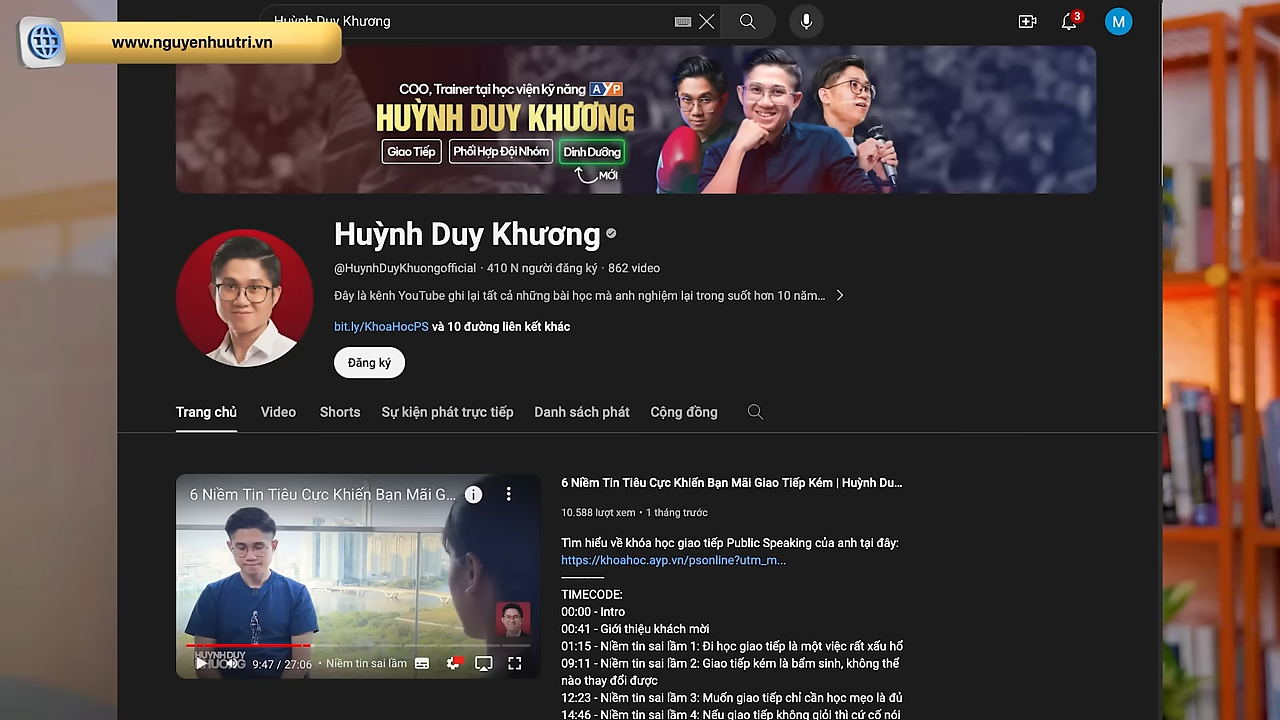 Huỳnh Duy Khương
3
M
www.nguyenhuutri.vn
COO, Trainer tại học viện kỹ năng AYP
HUỲNH DUY KHƯƠNG
Giao Tiếp
Phối Hợp Đội Nhóm
Dinh Dưỡng
MỚI
Huỳnh Duy Khương
@HuynhDuyKhuongofficial · 410 N người đăng ký · 862 video
Đây là kênh YouTube ghi lại tất cả những bài học mà anh nghiệm lại trong suốt hơn 10 năm...
bit.ly/KhoaHocPS và 10 đường liên kết khác
Đăng ký
Trang chủ
Video
Shorts
Sự kiện phát trực tiếp
Danh sách phát
Cộng đồng
6 Niềm Tin Tiêu Cực Khiến Bạn Mãi G...
HUỲNH DUY
KHƯƠNG
9:47 / 27:06 • Niềm tin sai lầm
6 Niềm Tin Tiêu Cực Khiến Bạn Mãi Giao Tiếp Kém | Huỳnh Du...
10.588 lượt xem • 1 tháng trước
Tìm hiểu về khóa học giao tiếp Public Speaking của anh tại đây:
https://khoahoc.ayp.vn/psonline?utm_m...
TIMECODE:
00:00 - Intro
00:41 - Giới thiệu khách mời
01:15 - Niềm tin sai lầm 1: Đi học giao tiếp là một việc rất xấu hổ
09:11 - Niềm tin sai lầm 2: Giao tiếp kém là bẩm sinh, không thể
nào thay đổi được
12:23 - Niềm tin sai lầm 3: Muốn giao tiếp chỉ cần học mẹo là đủ
14:46 - Niềm tin sai lầm 4: Nếu giao tiếp không giỏi thì cứ cố nói